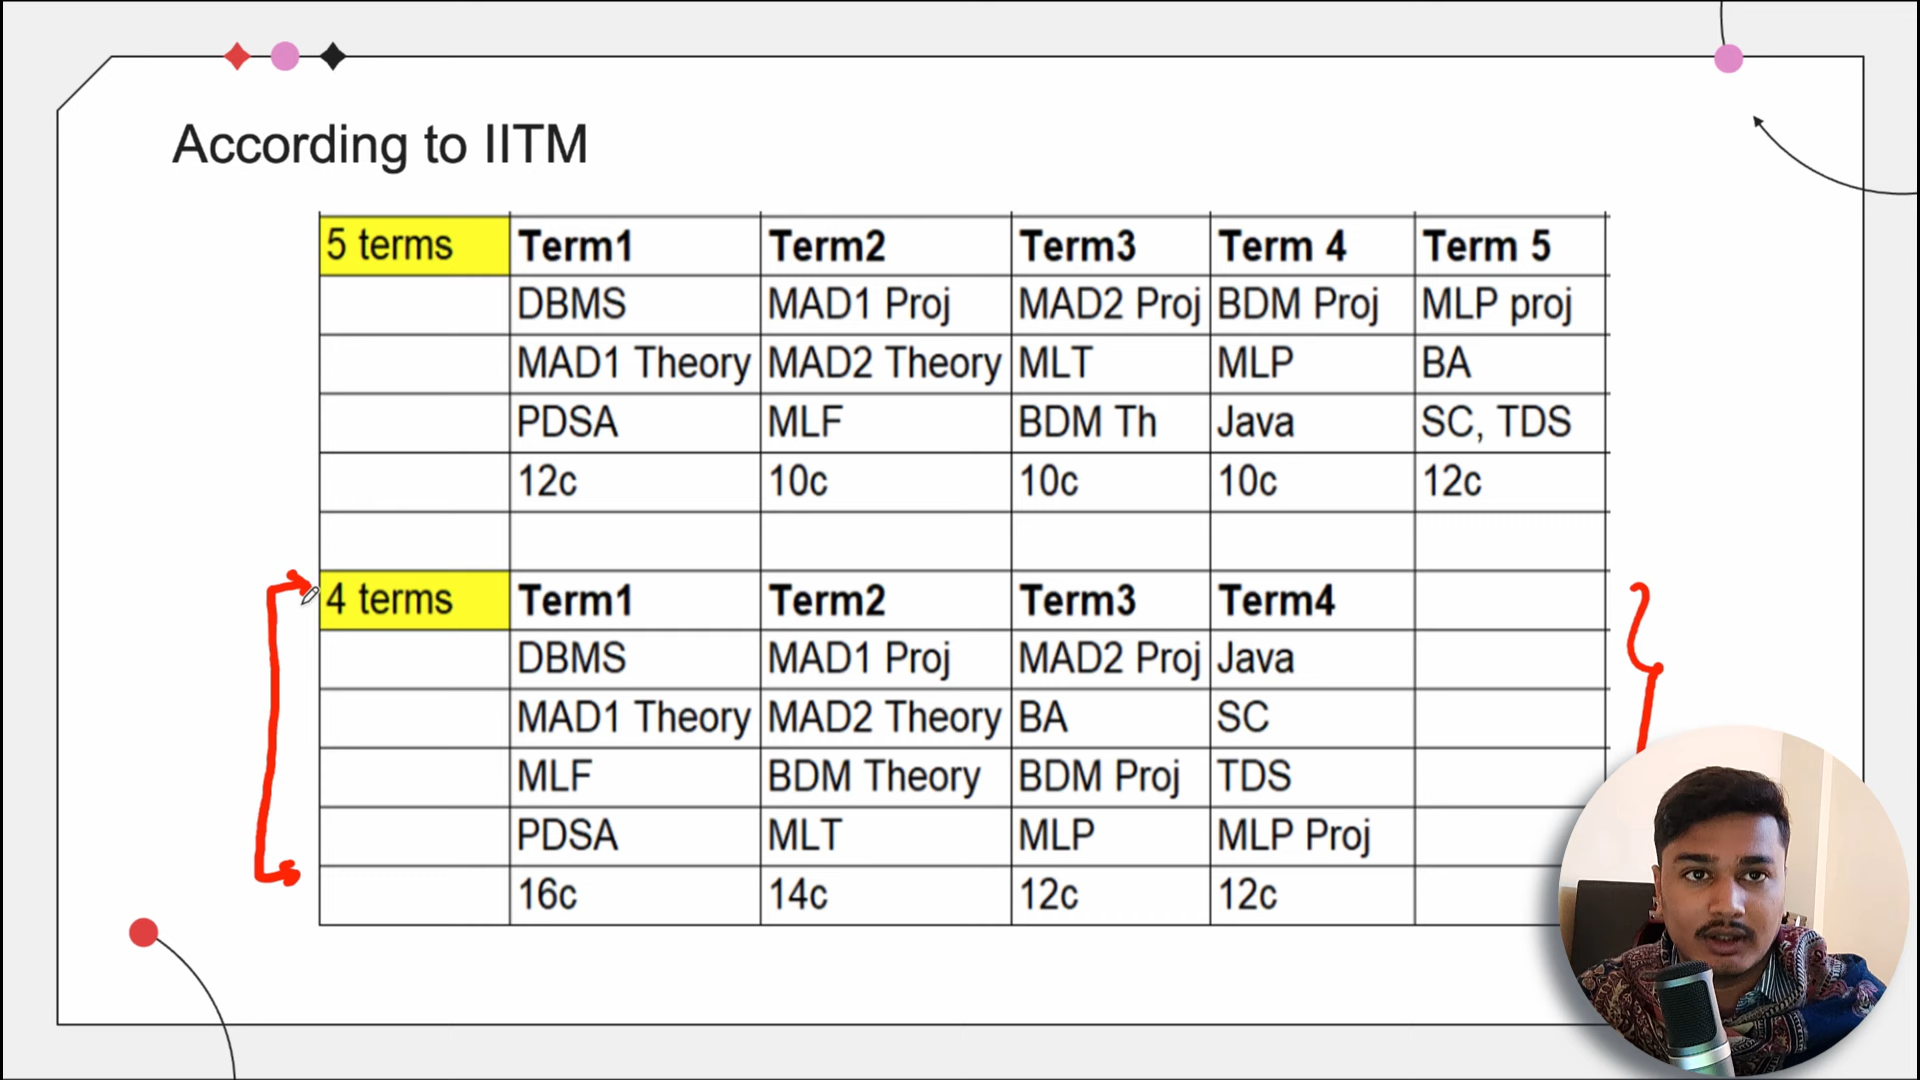 According to IITM
5 terms Term1 Term2 Term3 Term 4 Term 5
DBMS MAD1 Proj MAD2 Proj BDM Proj MLP proj
MAD1 Theory MAD2 Theory MLT MLP BA
PDSA MLF BDM Th Java SC, TDS
12c 10c 10c 10c 12c
4 terms Term1 Term2 Term3 Term4
DBMS MAD1 Proj MAD2 Proj Java
MAD1 Theory MAD2 Theory BA SC
MLF BDM Theory BDM Proj TDS
PDSA MLT MLP MLP Proj
16c 14c 12c 12c